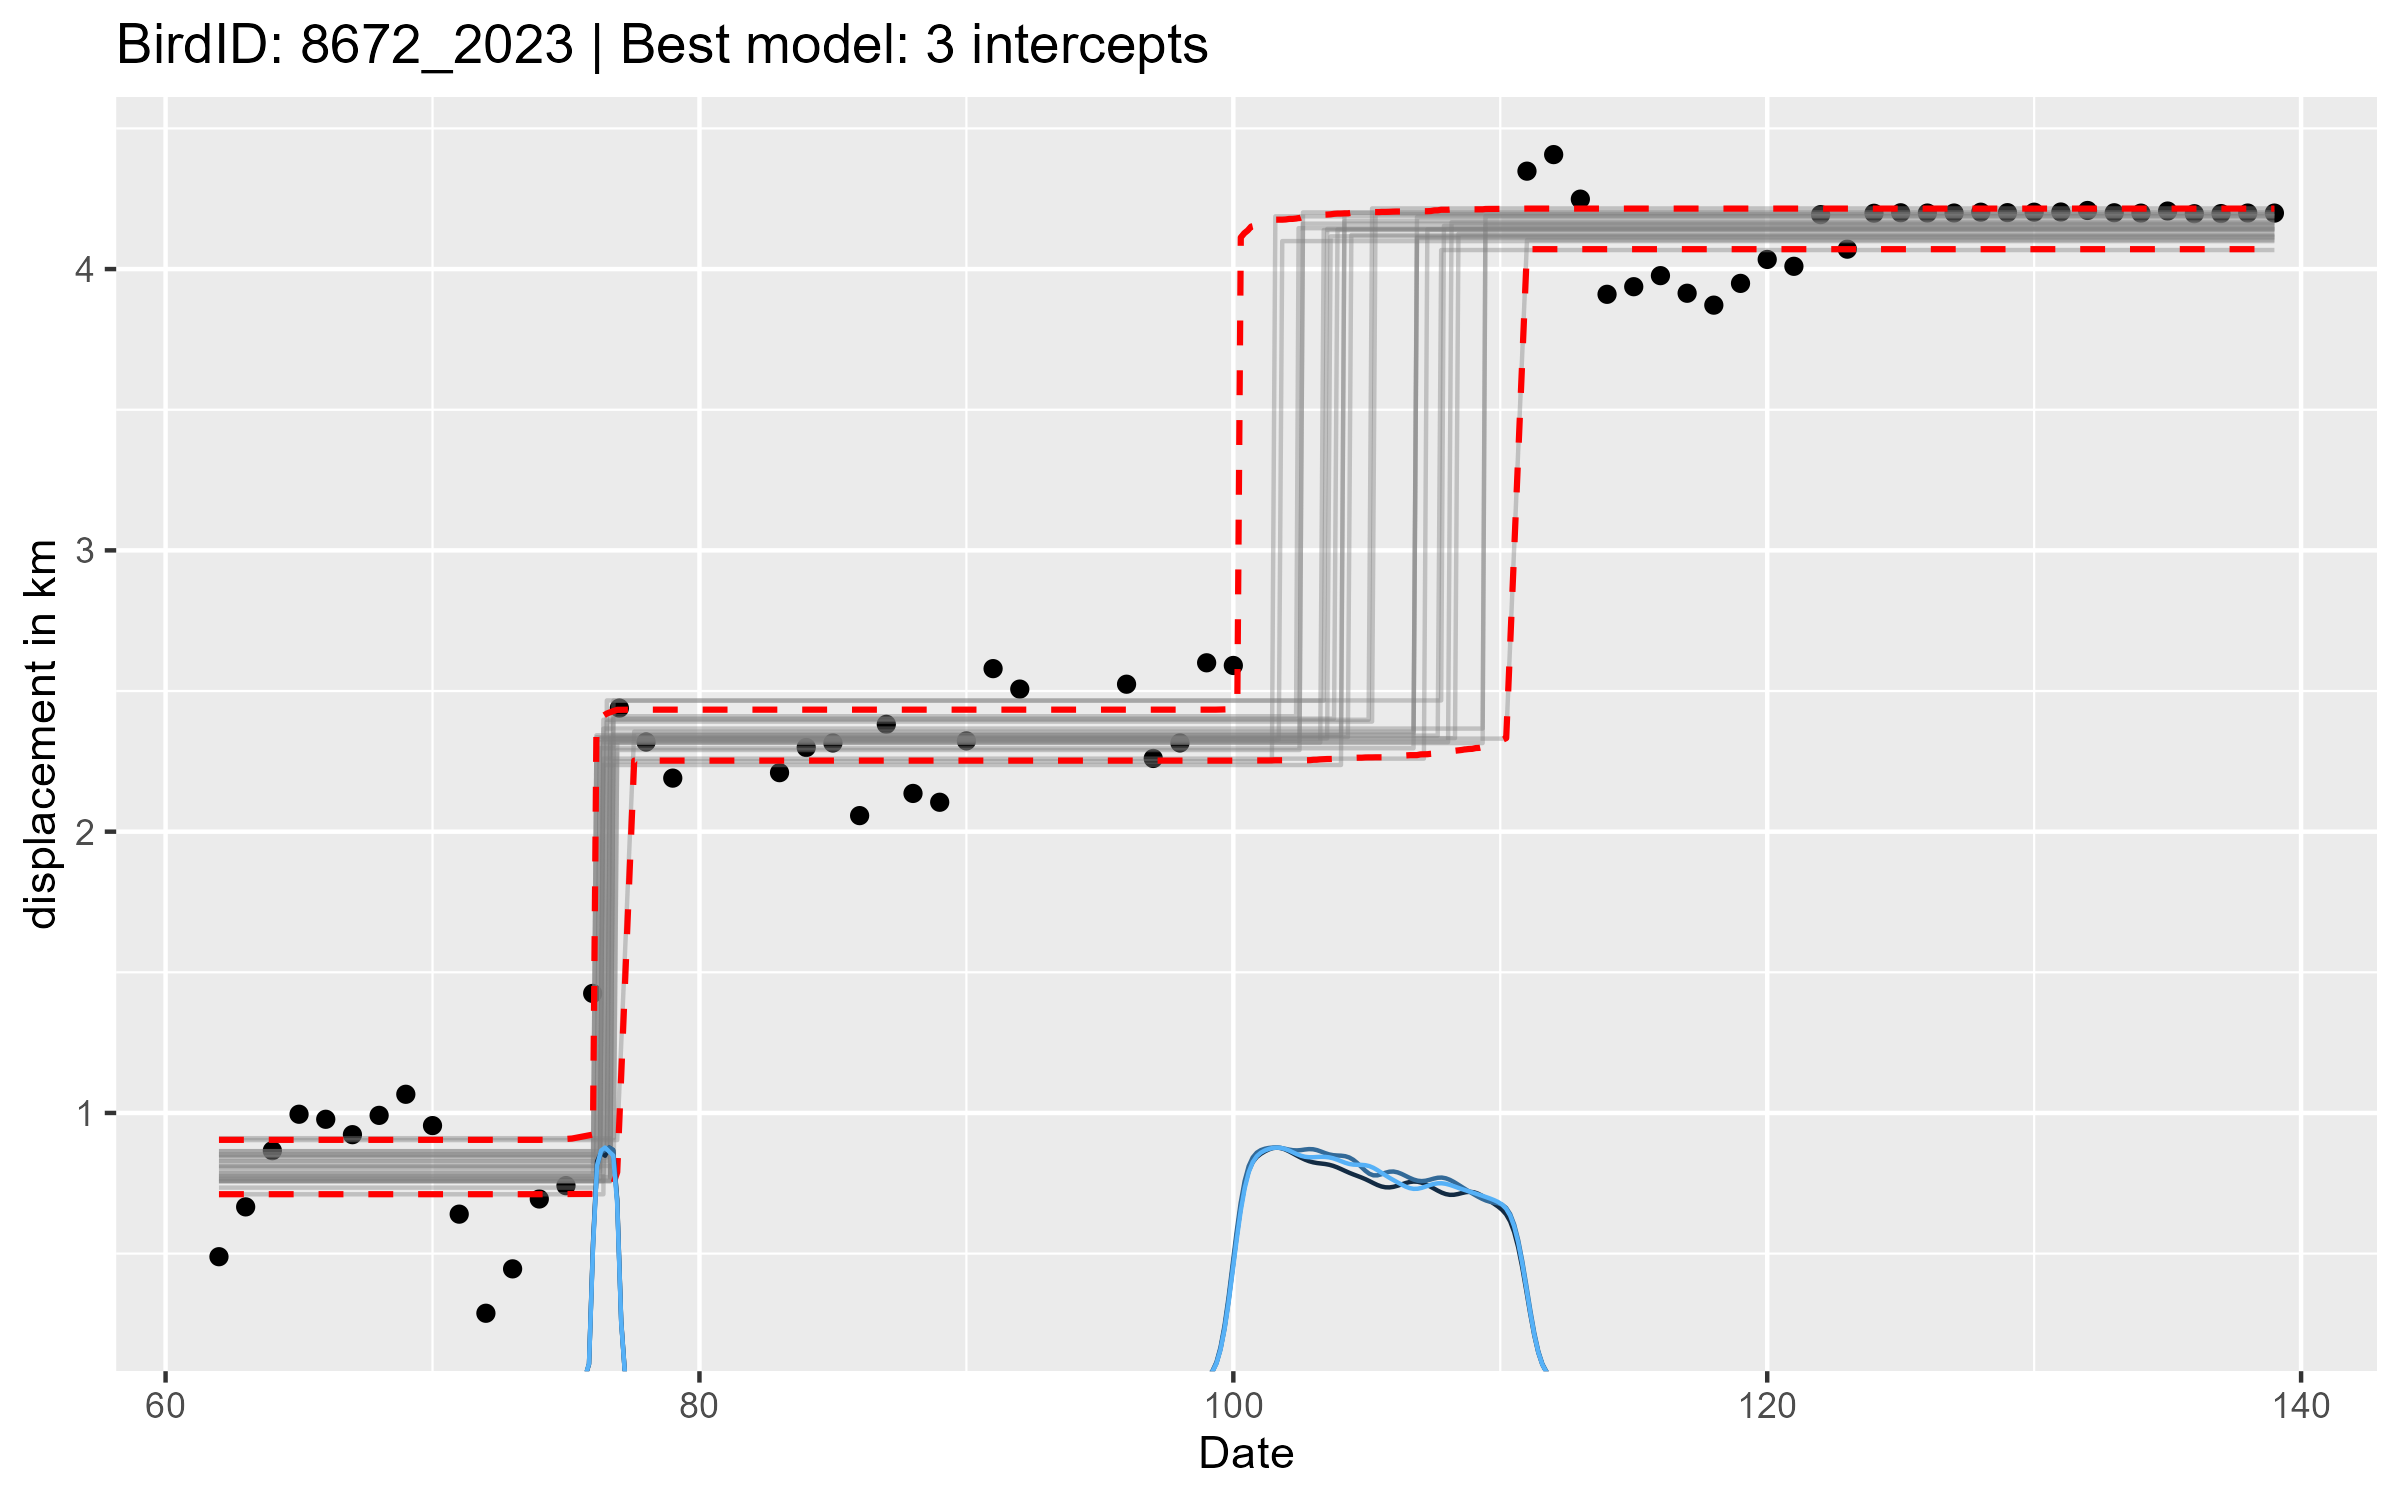 BirdID: 8672_2023 | Best model: 3 intercepts
4
3
2
1
displacement in km
60 80 100 120 140
Date